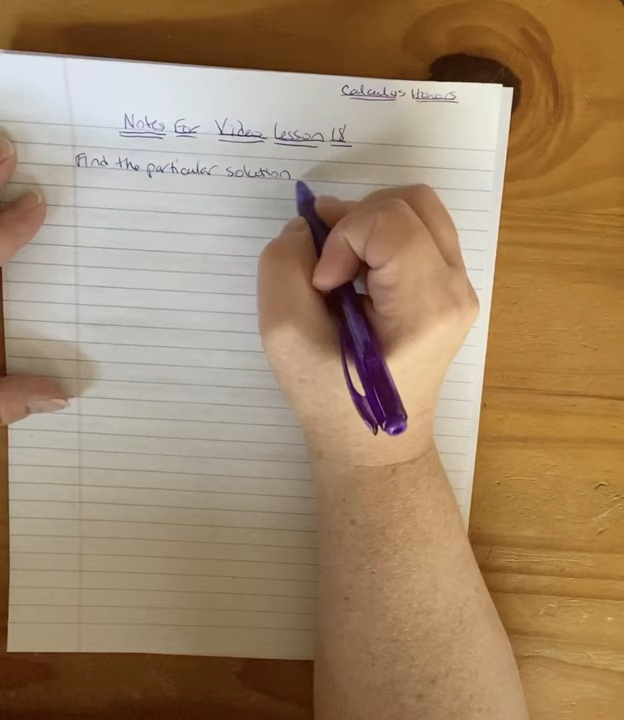 Calculus Honors
Notes For Video Lesson 18
Find the particular solution